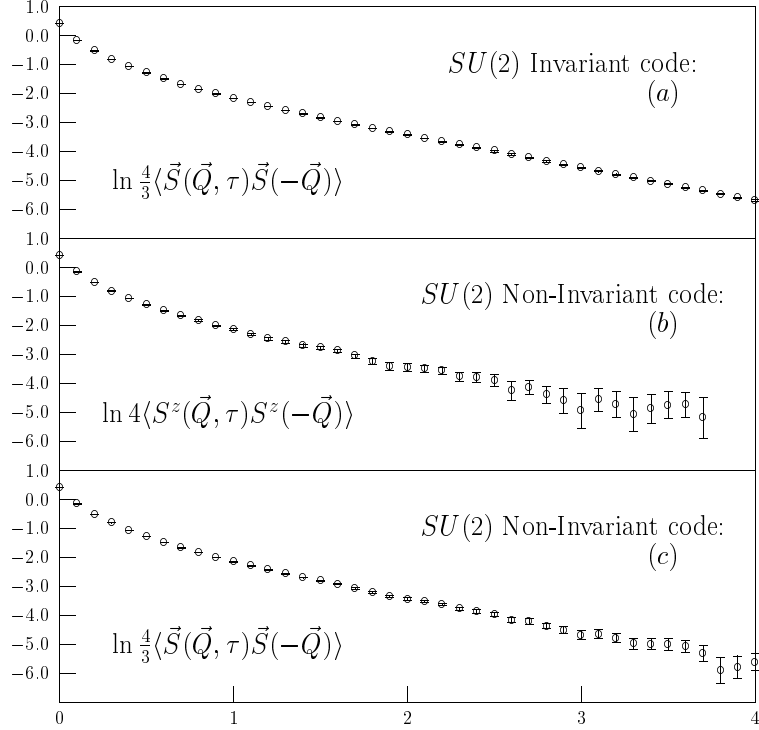 1.0
0.0
−1.0
−2.0
−3.0
−4.0
−5.0
−6.0
SU(2) Invariant code:
(a)
ln 4/3⟨S⃗(Q⃗, τ)S⃗(−Q⃗)⟩
1.0
0.0
−1.0
−2.0
−3.0
−4.0
−5.0
−6.0
SU(2) Non-Invariant code:
(b)
ln 4⟨Sᶻ(Q⃗, τ)Sᶻ(−Q⃗)⟩
1.0
0.0
−1.0
−2.0
−3.0
−4.0
−5.0
−6.0
SU(2) Non-Invariant code:
(c)
ln 4/3⟨S⃗(Q⃗, τ)S⃗(−Q⃗)⟩
0 1 2 3 4